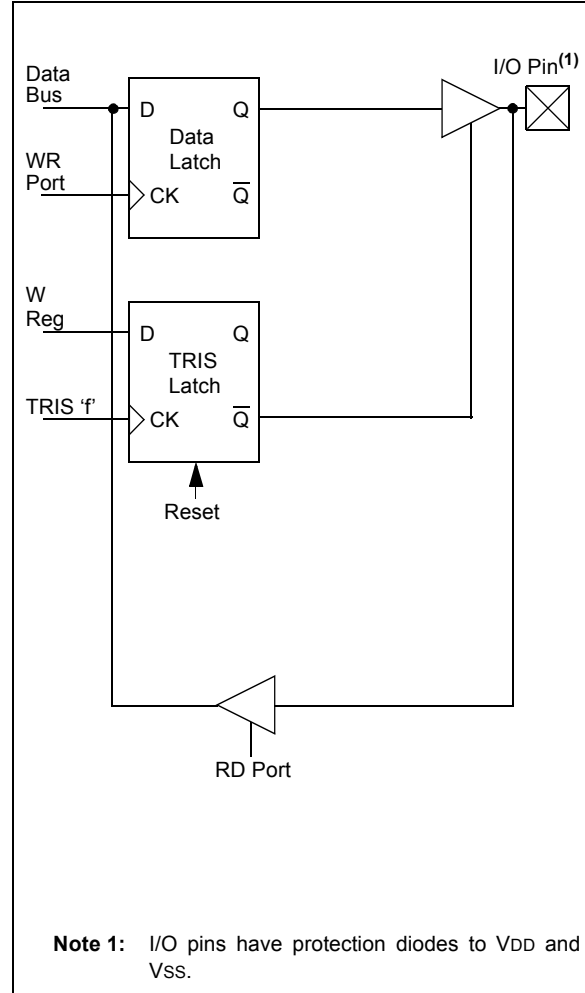 Data
Bus
I/O Pin(1)
D
Q
Data
Latch
WR
Port
CK
Q̅
W
Reg
D
Q
TRIS
Latch
TRIS ‘f’
CK
Q̅
Reset
RD Port
Note 1: I/O pins have protection diodes to VDD and
VSS.